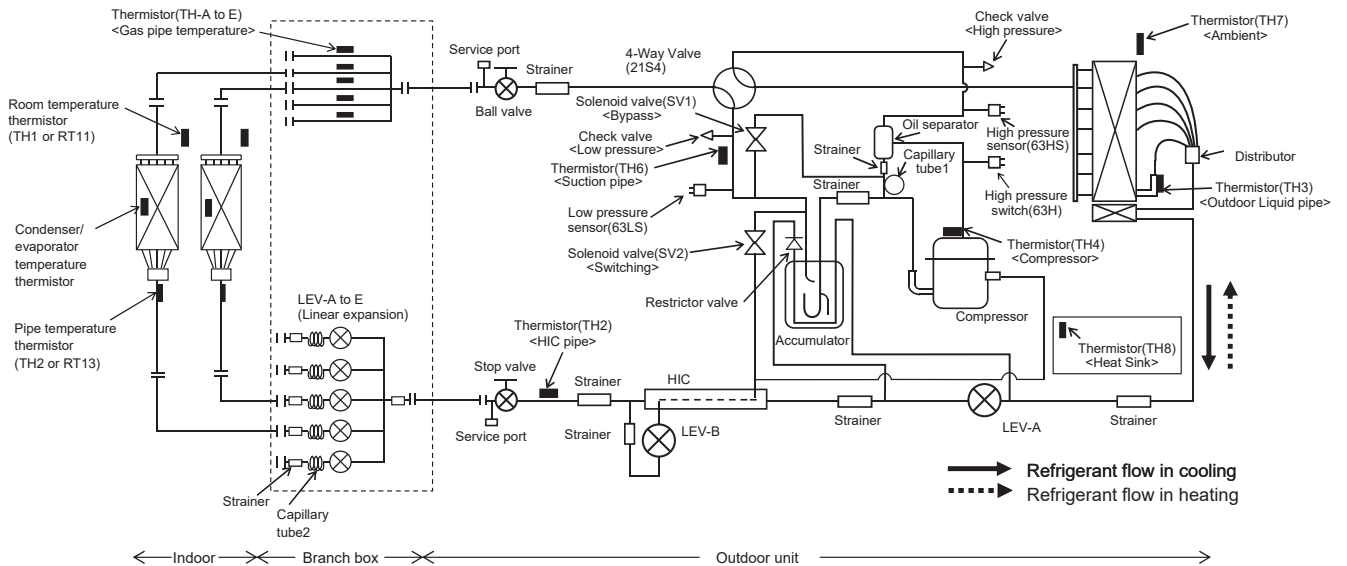 Thermistor(TH-A to E)
<Gas pipe temperature>
Room temperature
thermistor
(TH1 or RT11)
Condenser/
evaporator
temperature
thermistor
Pipe temperature
thermistor
(TH2 or RT13)
LEV-A to E
(Linear expansion)
Strainer
Capillary
tube2
Service port
Ball valve
Strainer
4-Way Valve
(21S4)
Solenoid valve(SV1)
<Bypass>
Check valve
<Low pressure>
Thermistor(TH6)
<Suction pipe>
Low pressure
sensor(63LS)
Solenoid valve(SV2)
<Switching>
Restrictor valve
Accumulator
Strainer
Strainer
Oil separator
Capillary
tube1
Check valve
<High pressure>
High pressure
sensor(63HS)
High pressure
switch(63H)
Thermistor(TH4)
<Compressor>
Compressor
Thermistor(TH7)
<Ambient>
Distributor
Thermistor(TH3)
<Outdoor Liquid pipe>
Thermistor(TH8)
<Heat Sink>
Thermistor(TH2)
<HIC pipe>
Stop valve
Service port
Strainer
Strainer
HIC
LEV-B
Strainer
LEV-A
Strainer
Refrigerant flow in cooling
Refrigerant flow in heating
Indoor
Branch box
Outdoor unit